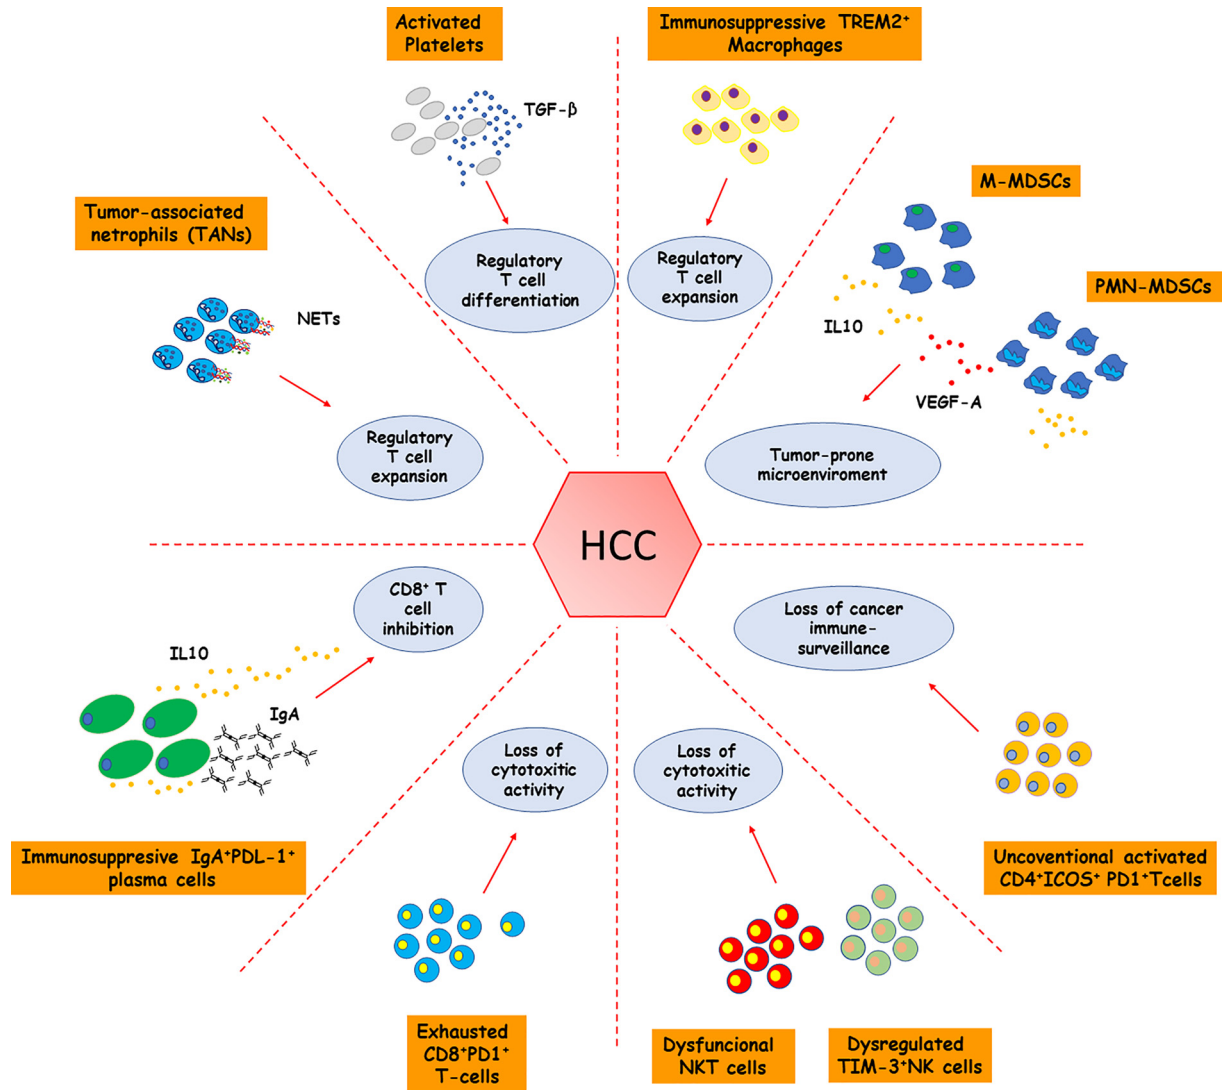 Activated
Platelets
TGF-β
Immunosuppressive TREM2⁺
Macrophages
M-MDSCs
PMN-MDSCs
Tumor-associated
netrophils (TANs)
NETs
Regulatory
T cell
differentiation
Regulatory
T cell
expansion
IL10
VEGF-A
Regulatory
T cell
expansion
Tumor-prone
microenviroment
HCC
CD8⁺ T
cell
inhibition
Loss of cancer
immune-
surveillance
IL10
IgA
Loss of
cytotoxitic
activity
Loss of
cytotoxitic
activity
Immunosuppresive IgA⁺PDL-1⁺
plasma cells
Uncoventional activated
CD4⁺ICOS⁺ PD1⁺Tcells
Exhausted
CD8⁺PD1⁺
T-cells
Dysfuncional
NKT cells
Dysregulated
TIM-3⁺NK cells